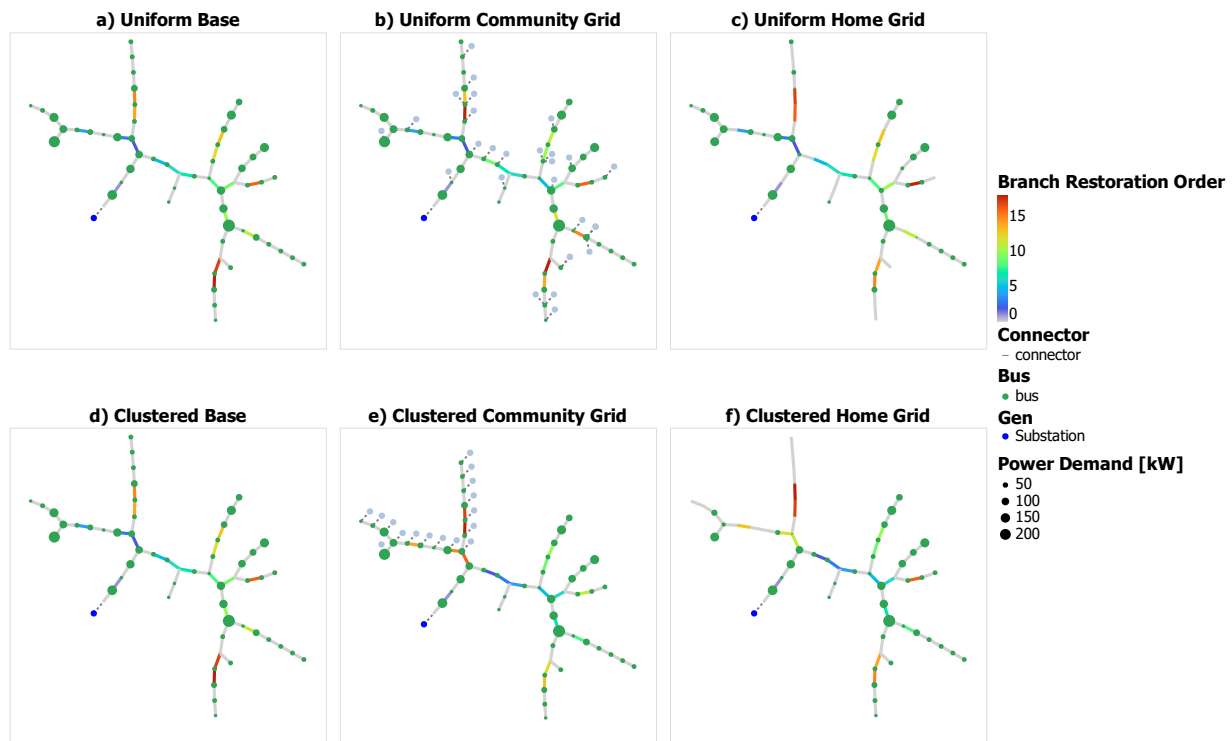 a) Uniform Base
b) Uniform Community Grid
c) Uniform Home Grid
Branch Restoration Order
15
10
5
0
Connector
connector
Bus
bus
Gen
Substation
Power Demand [kW]
50
100
150
200
d) Clustered Base
e) Clustered Community Grid
f) Clustered Home Grid